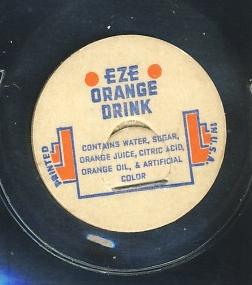 EZE
ORANGE
DRINK
CONTAINS WATER, SUGAR,
ORANGE JUICE, CITRIC ACID,
ORANGE OIL, & ARTIFICIAL
COLOR
PRINTED
IN U.S.A.